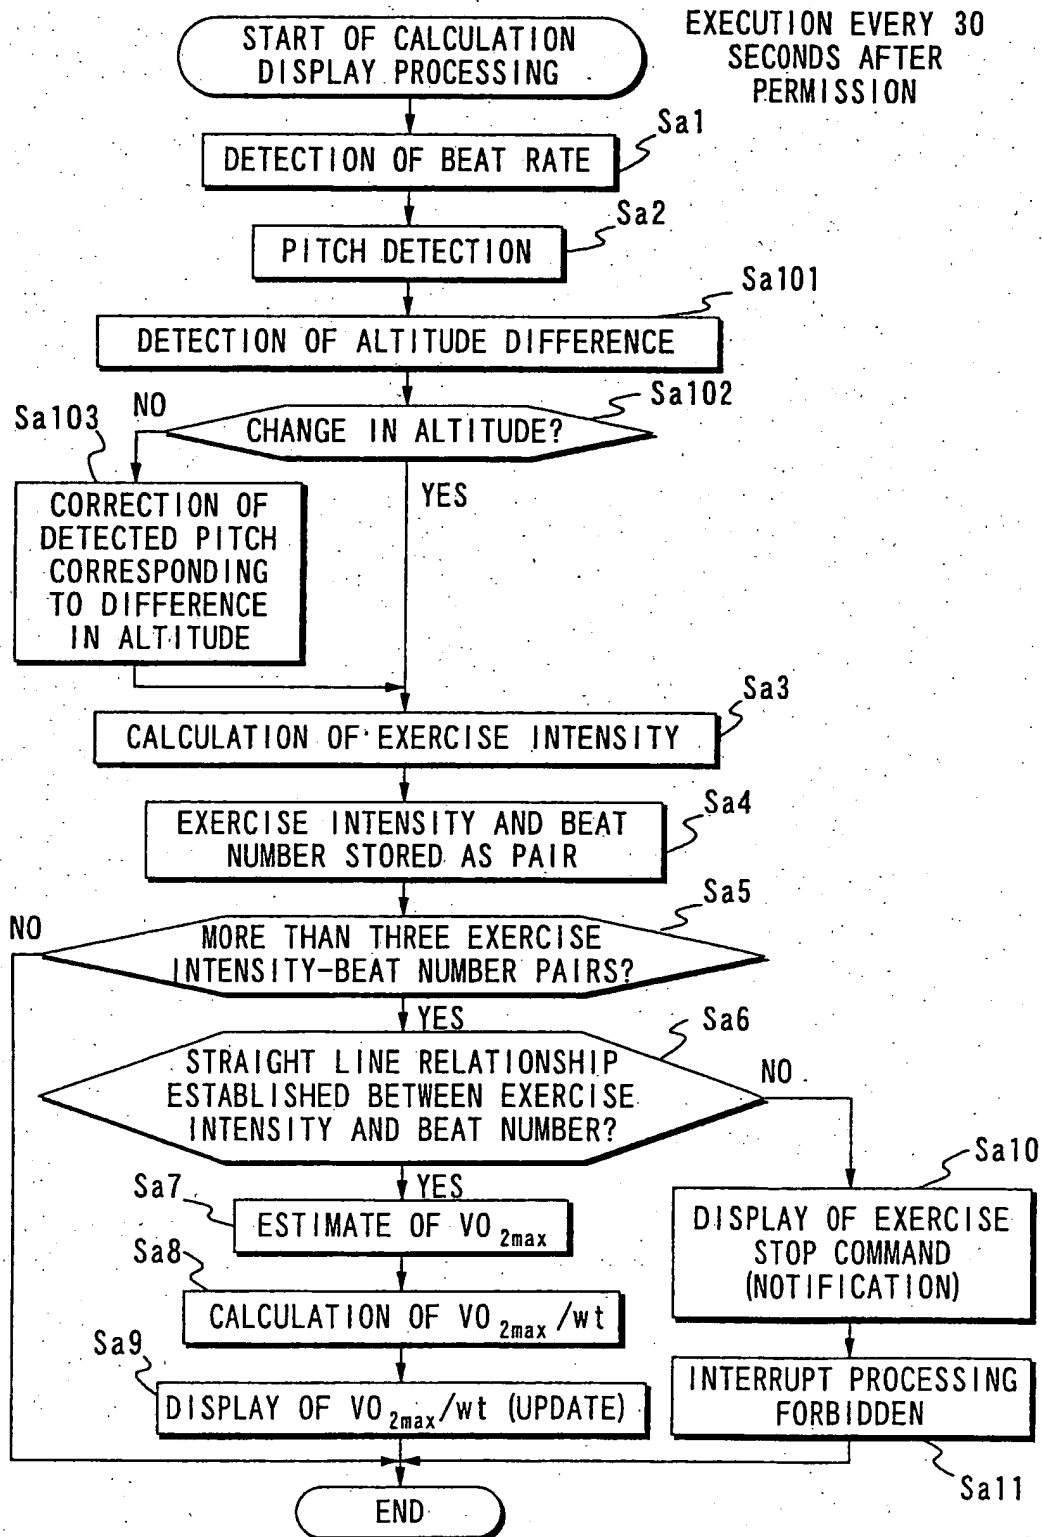 EXECUTION EVERY 30
SECONDS AFTER
PERMISSION
START OF CALCULATION
DISPLAY PROCESSING
Sa1
DETECTION OF BEAT RATE
Sa2
PITCH DETECTION
Sa101
DETECTION OF ALTITUDE DIFFERENCE
Sa102
CHANGE IN ALTITUDE?
NO
Sa103
YES
CORRECTION OF
DETECTED PITCH
CORRESPONDING
TO DIFFERENCE
IN ALTITUDE
Sa3
CALCULATION OF EXERCISE INTENSITY
Sa4
EXERCISE INTENSITY AND BEAT
NUMBER STORED AS PAIR
Sa5
NO
MORE THAN THREE EXERCISE
INTENSITY-BEAT NUMBER PAIRS?
YES
Sa6
STRAIGHT LINE RELATIONSHIP
ESTABLISHED BETWEEN EXERCISE
INTENSITY AND BEAT NUMBER?
NO
YES
Sa7
ESTIMATE OF VO2max
Sa8
CALCULATION OF VO2max/wt
Sa9
DISPLAY OF VO2max/wt (UPDATE)
Sa10
DISPLAY OF EXERCISE
STOP COMMAND
(NOTIFICATION)
INTERRUPT PROCESSING
FORBIDDEN
Sa11
END